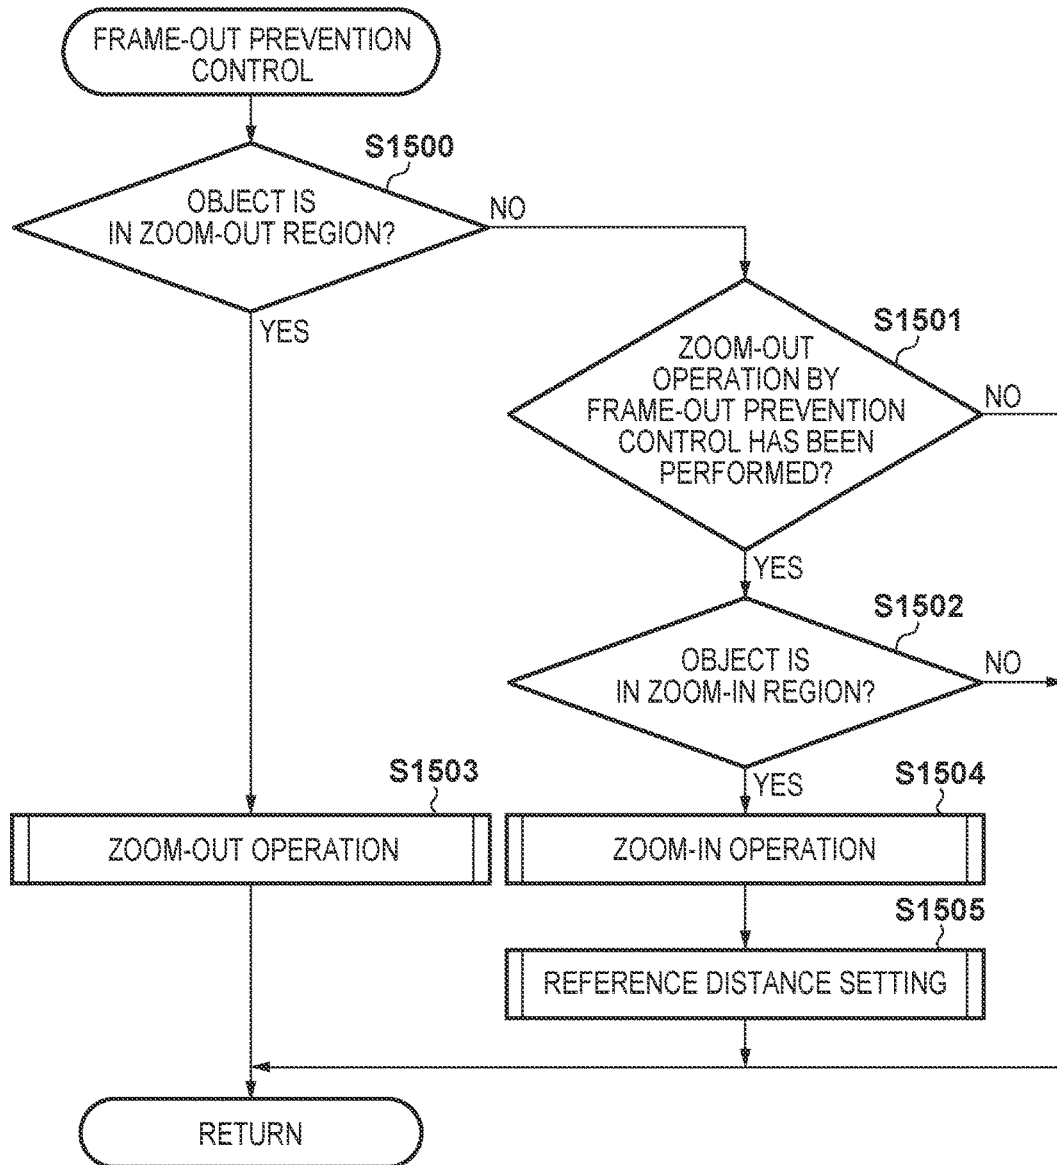 FRAME-OUT PREVENTION
CONTROL
S1500
OBJECT IS
IN ZOOM-OUT REGION?
NO
YES
S1501
ZOOM-OUT
OPERATION BY
FRAME-OUT PREVENTION
CONTROL HAS BEEN
PERFORMED?
NO
YES
S1502
OBJECT IS
IN ZOOM-IN REGION?
NO
YES
S1503
ZOOM-OUT OPERATION
S1504
ZOOM-IN OPERATION
S1505
REFERENCE DISTANCE SETTING
RETURN